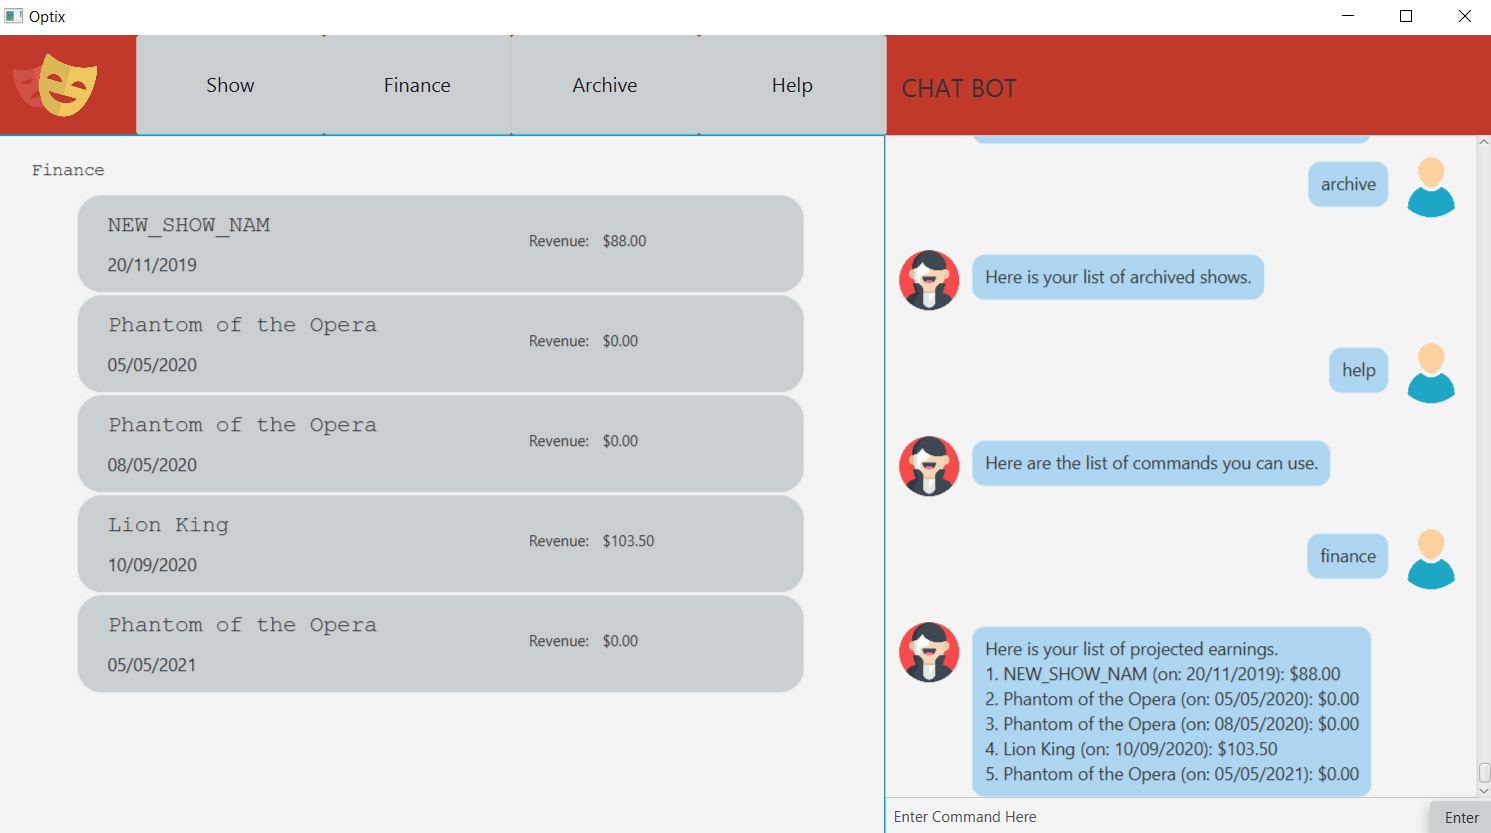 Optix
Show
Finance
Archive
Help
CHAT BOT
Finance
NEW_SHOW_NAM
20/11/2019
Revenue: $88.00
Phantom of the Opera
05/05/2020
Revenue: $0.00
Phantom of the Opera
08/05/2020
Revenue: $0.00
Lion King
10/09/2020
Revenue: $103.50
Phantom of the Opera
05/05/2021
Revenue: $0.00
archive
Here is your list of archived shows.
help
Here are the list of commands you can use.
finance
Here is your list of projected earnings.
1. NEW_SHOW_NAM (on: 20/11/2019): $88.00
2. Phantom of the Opera (on: 05/05/2020): $0.00
3. Phantom of the Opera (on: 08/05/2020): $0.00
4. Lion King (on: 10/09/2020): $103.50
5. Phantom of the Opera (on: 05/05/2021): $0.00
Enter Command Here
Enter